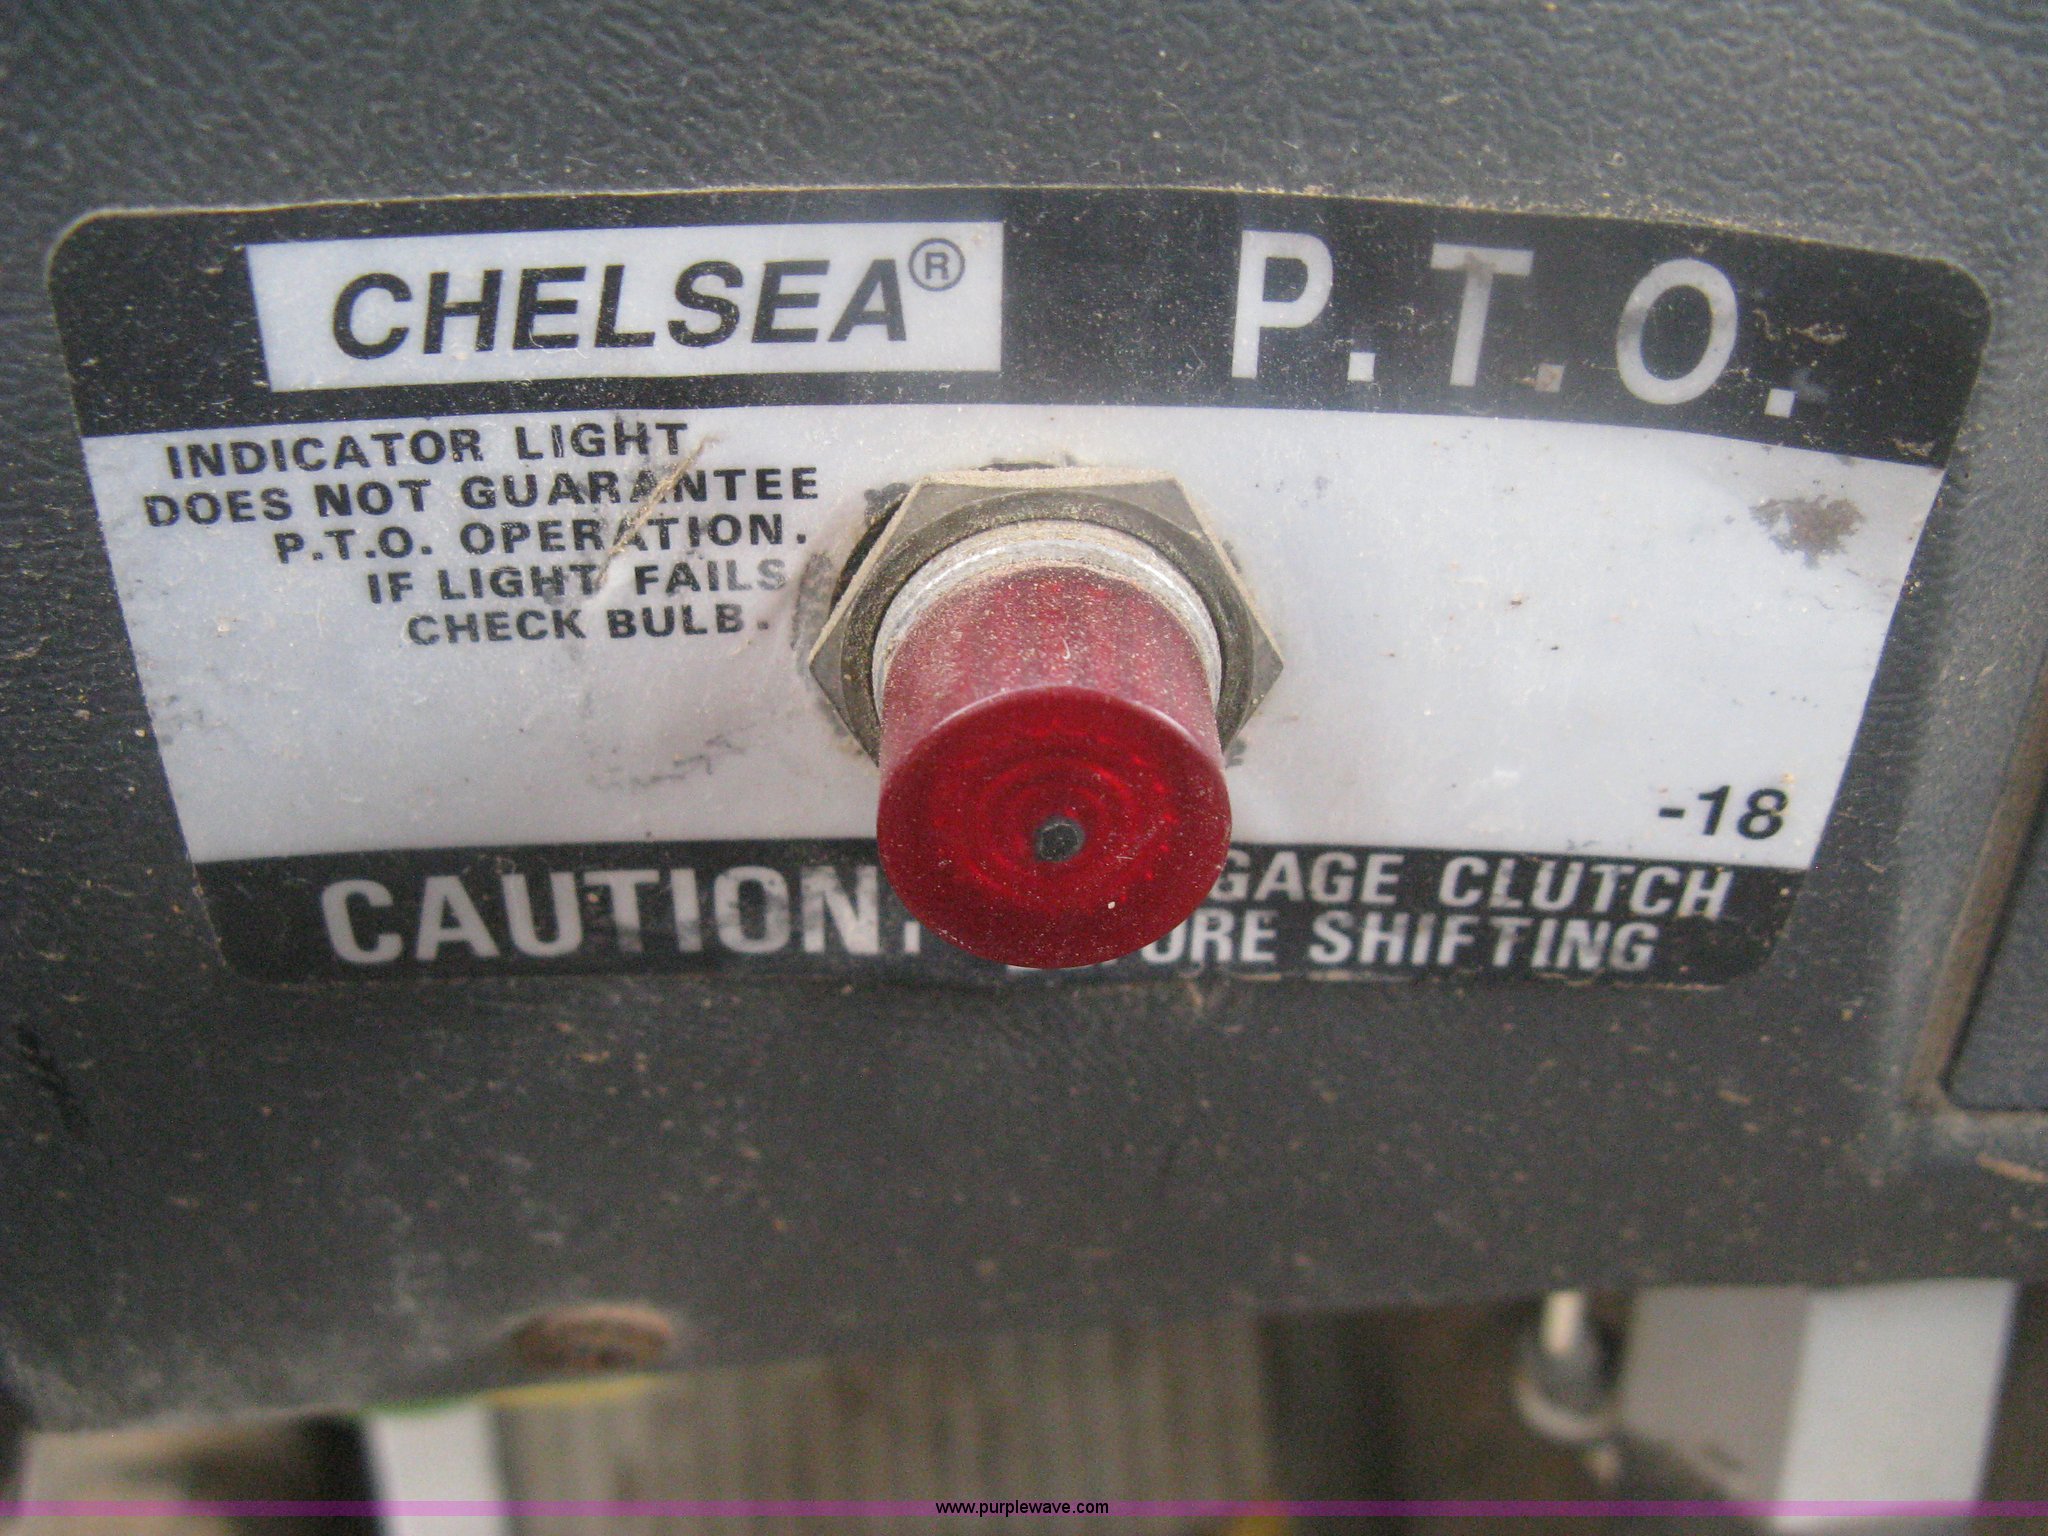 CHELSEA® P.T.O.
INDICATOR LIGHT
DOES NOT GUARANTEE
P.T.O. OPERATION.
IF LIGHT FAILS
CHECK BULB.
-18
CAUTION GAGE CLUTCH
URE SHIFTING
www.purplewave.com